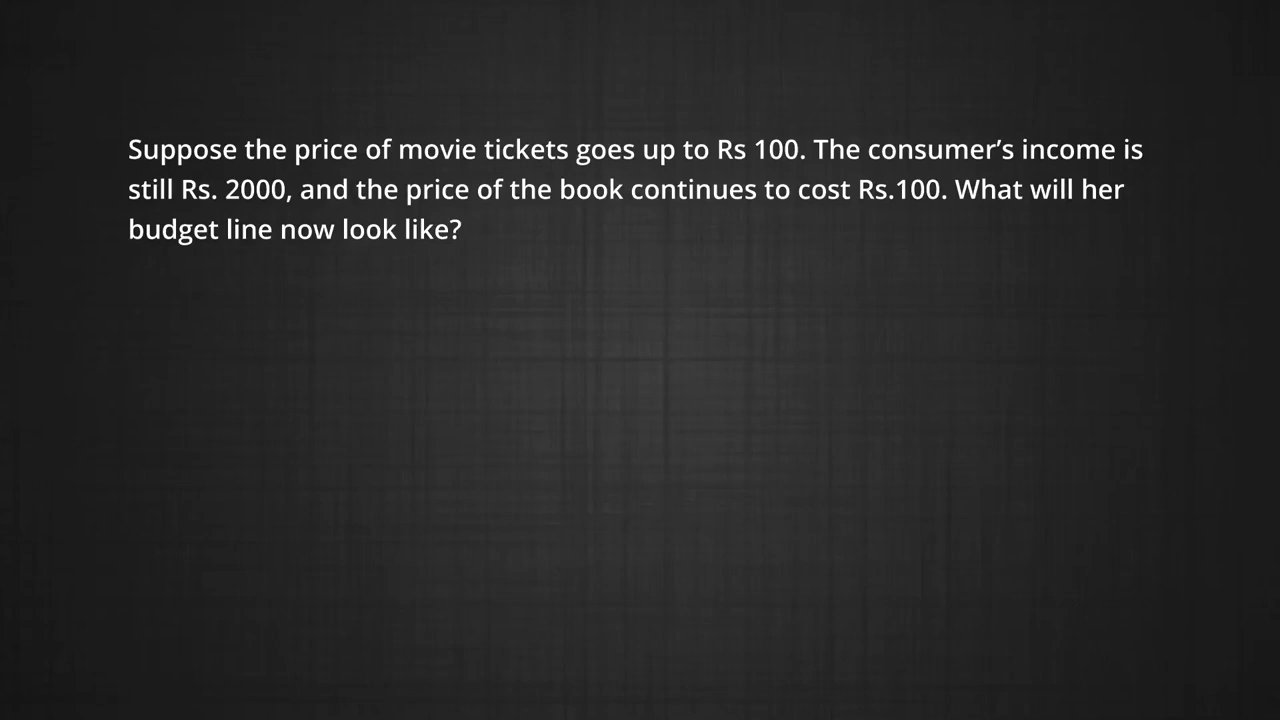 Suppose the price of movie tickets goes up to Rs 100. The consumer’s income is
still Rs. 2000, and the price of the book continues to cost Rs.100. What will her
budget line now look like?